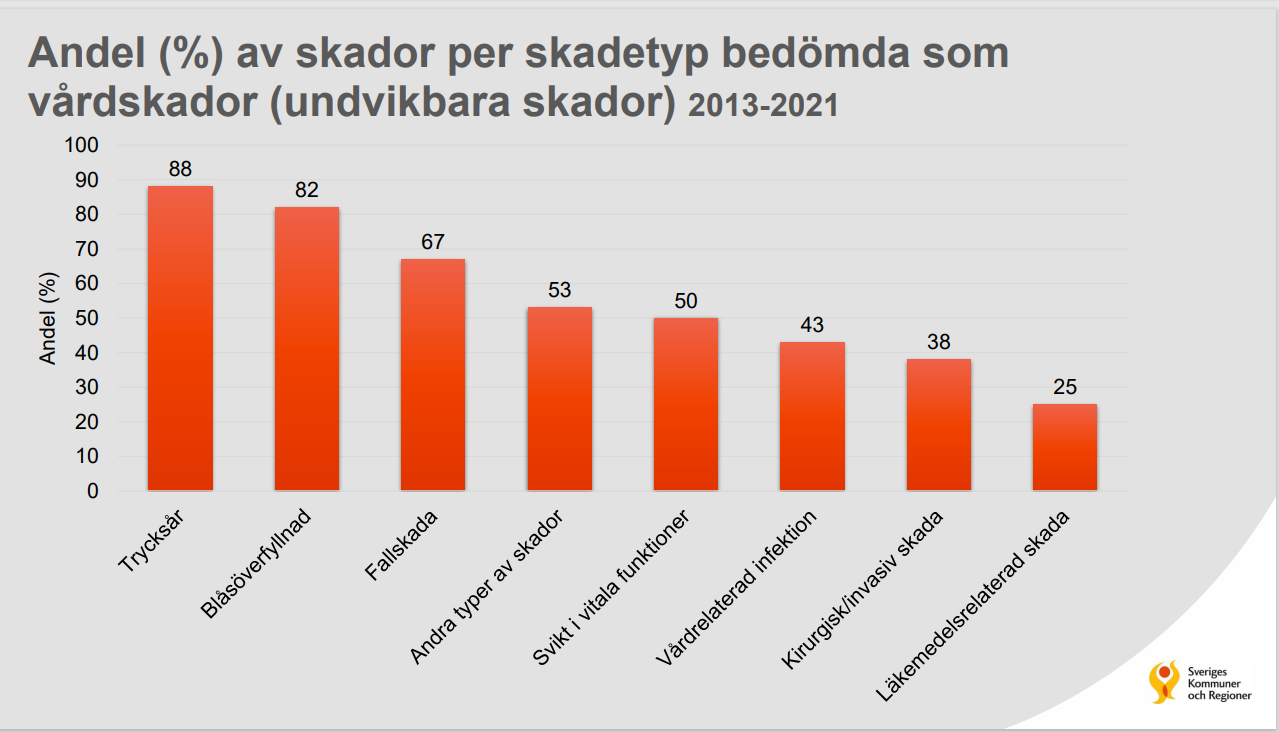 Andel (%) av skador per skadetyp bedömda som
vårdskador (undvikbara skador) 2013-2021
Andel (%)
100
90
80
70
60
50
40
30
20
10
0
88
82
67
53
50
43
38
25
Trycksår
Blåsöverfyllnad
Fallskada
Andra typer av skador
Svikt i vitala funktioner
Vårdrelaterad infektion
Kirurgisk/invasiv skada
Läkemedelsrelaterad skada
Sveriges
Kommuner
och Regioner